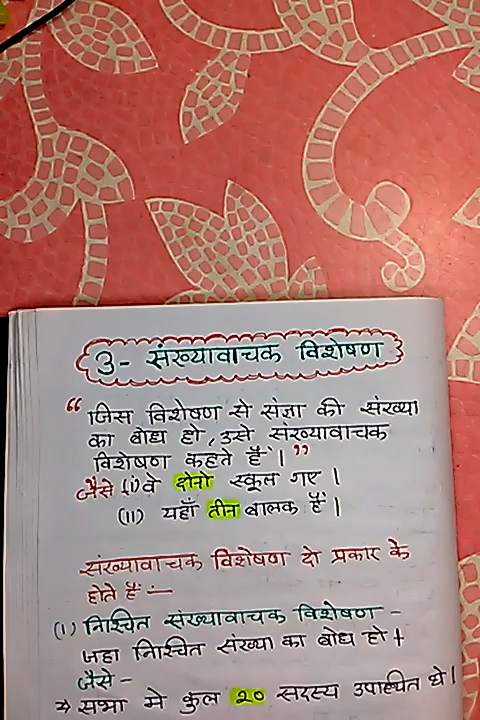 3- संख्यावाचक विशेषण
“ जिस विशेषण से संज्ञा की संख्या
का बोध हो, उसे संख्यावाचक
विशेषण कहते हैं। ”
जैसे (i) वे दोनो स्कूल गए।
(ii) यहाँ तीन बालक हैं।
संख्यावाचक विशेषण दो प्रकार के
होते हैं :—
(1) निश्चित संख्यावाचक विशेषण –
जहा निश्चित संख्या का बोध हो।
जैसे –
→ सभा मे कुल 20 सदस्य उपास्थित थे।